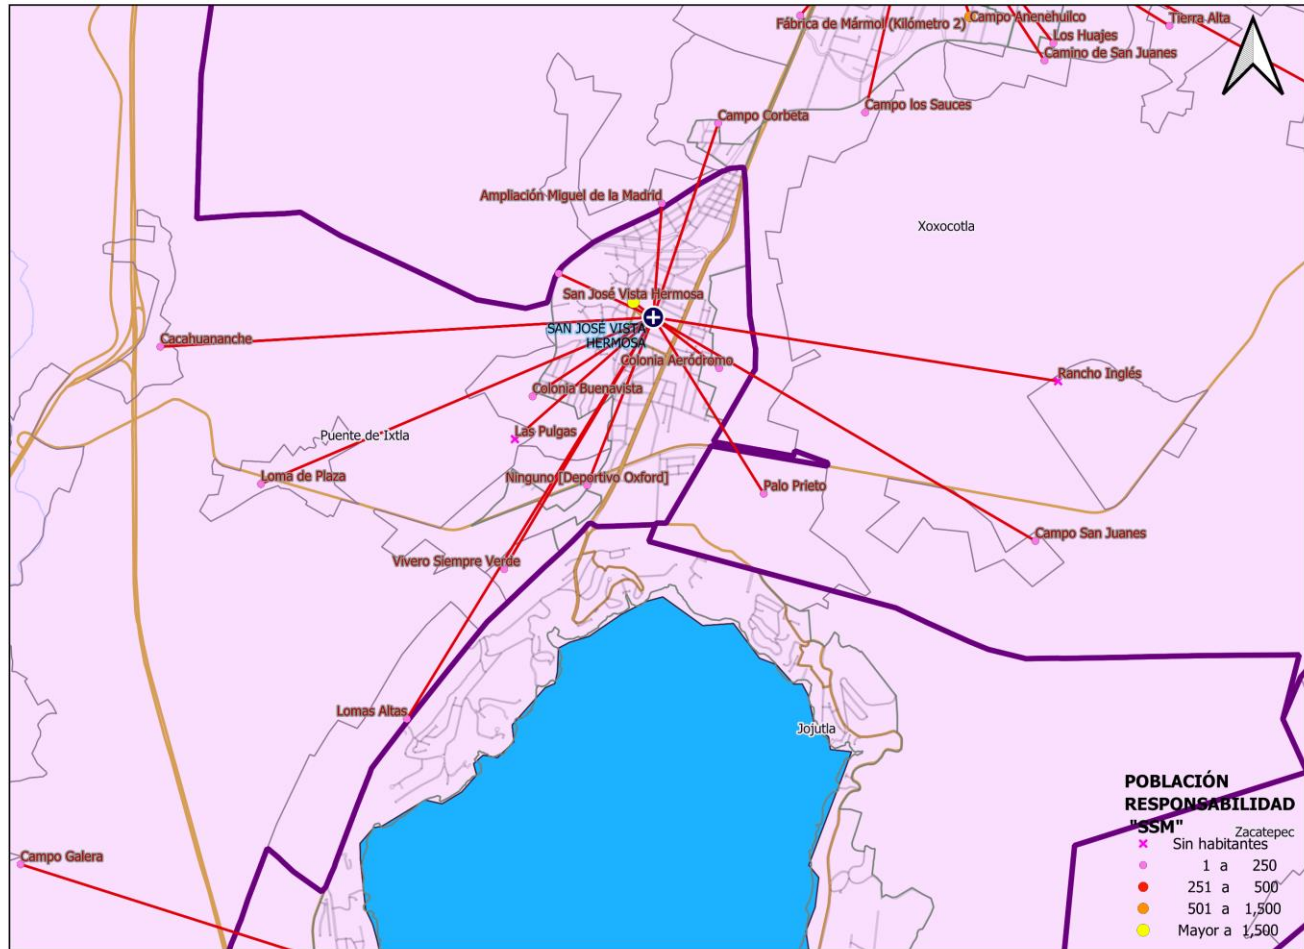 Fábrica de Mármol (Kilómetro 2)
Campo Anenehuilco
Tierra Alta
Los Huajes
Camino de San Juanes
Campo los Sauces
Campo Corbeta
Ampliación Miguel de la Madrid
Xoxocotla
San José Vista Hermosa
SAN JOSÉ VISTA
HERMOSA
Cacahuananche
Colonia Aeródromo
Rancho Inglés
Colonia Buenavista
Las Pulgas
Puente de Ixtla
Loma de Plaza
Ninguno [Deportivo Oxford]
Palo Prieto
Campo San Juanes
Vivero Siempre Verde
Lomas Altas
Jojutla
Campo Galera
POBLACIÓN
RESPONSABILIDAD
"SSM"
Zacatepec
Sin habitantes
1 a 250
251 a 500
501 a 1,500
Mayor a 1,500